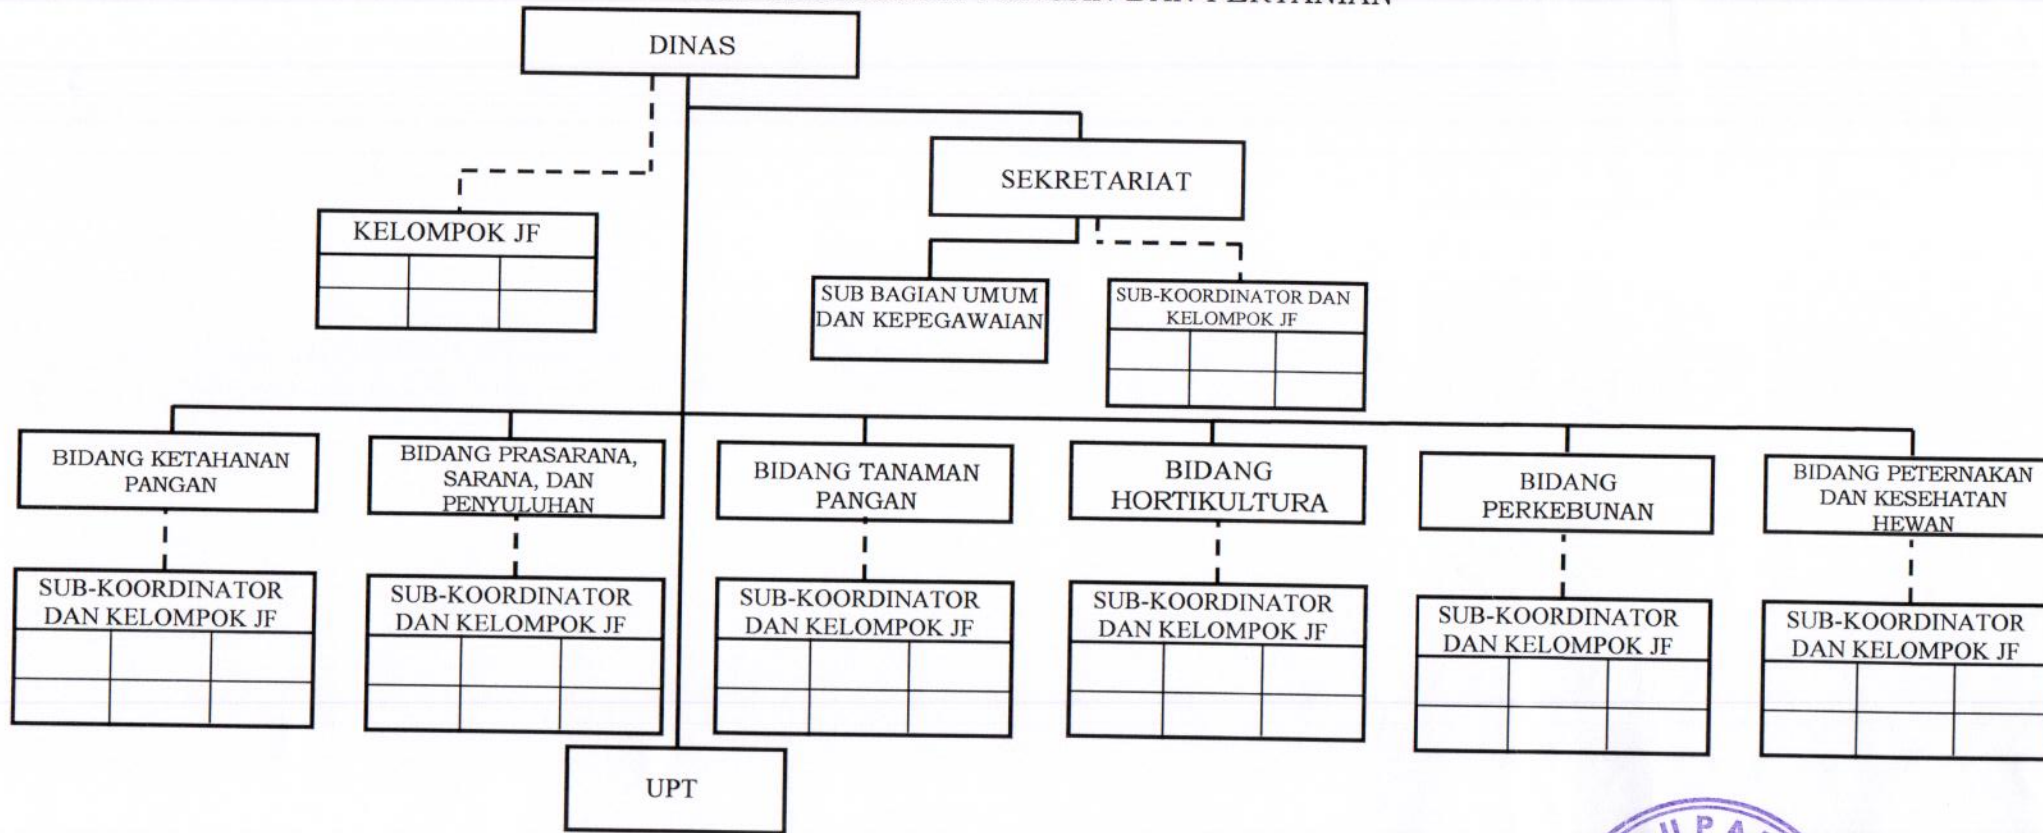 DAN PERTANIAN
DINAS
SEKRETARIAT
KELOMPOK JF
SUB BAGIAN UMUM
DAN KEPEGAWAIAN
SUB-KOORDINATOR DAN
KELOMPOK JF
BIDANG KETAHANAN
PANGAN
BIDANG PRASARANA,
SARANA, DAN
PENYULUHAN
BIDANG TANAMAN
PANGAN
BIDANG
HORTIKULTURA
BIDANG
PERKEBUNAN
BIDANG PETERNAKAN
DAN KESEHATAN
HEWAN
SUB-KOORDINATOR
DAN KELOMPOK JF
SUB-KOORDINATOR
DAN KELOMPOK JF
SUB-KOORDINATOR
DAN KELOMPOK JF
SUB-KOORDINATOR
DAN KELOMPOK JF
SUB-KOORDINATOR
DAN KELOMPOK JF
SUB-KOORDINATOR
DAN KELOMPOK JF
UPT